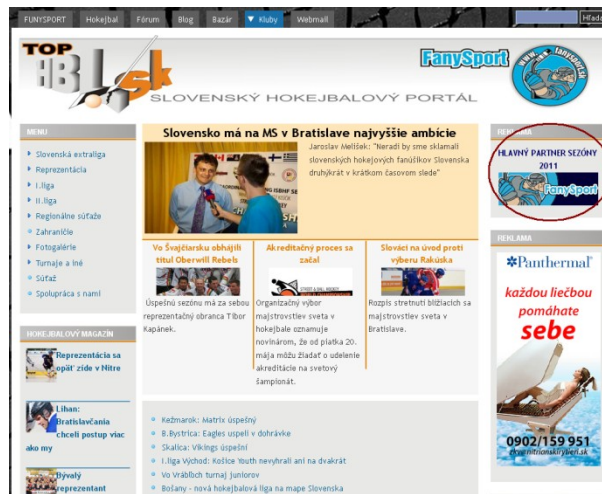 FUNYSPORT Hokejbal Fórum Blog Bazár Kluby Webmail
TOP
HBL.sk
SLOVENSKÝ HOKEJBALOVÝ PORTÁL
FanySport
www.fanysport.sk
MENU
Slovenská extraliga
Reprezentácia
I.liga
II.liga
Regionálne súťaže
Zahraničie
Fotogalérie
Turnaje a iné
Súťaž
Spolupráca s nami
HOKEJBALOVÝ MAGAZÍN
Reprezentácia sa
opäť zíde v Nitre
Lihan:
Bratislavčania
chceli postup viac
ako my
Bývalý
reprezentant
Slovensko má na MS v Bratislave najvyššie ambície
Jaroslav Melíšek: "Neradi by sme sklamali
slovenských hokejových fanúšikov Slovenska
druhýkrát v krátkom časovom slede"
Vo Švajčiarsku obhájili
titul Oberwill Rebels
Úspešnú sezónu má za sebou
reprezentačný obranca Tibor
Kapánek.
Akreditačný proces sa
začal
Organizačný výbor
majstrovstiev sveta v
hokejbale oznamuje
novinárom, že od piatka 20.
mája môžu žiadať o udelenie
akreditácie na svetový
šampionát.
Slováci na úvod proti
výberu Rakúska
Rozpis stretnutí blížiacich sa
majstrovstiev sveta v
Bratislave.
Kežmarok: Matrix úspešný
B.Bystrica: Eagles uspeli v dohrávke
Skalica: Vikings úspešní
I.liga Východ: Košice Youth nevyhrali ani na dvakrát
Vo Vrábľoch turnaj juniorov
Bošany - nová hokejbalová liga na mape Slovenska
REKLAMA
HLAVNÝ PARTNER SEZÓNY
2011
FanySport
REKLAMA
Panthermal
každou liečbou
pomáhate
sebe
0902/159 951